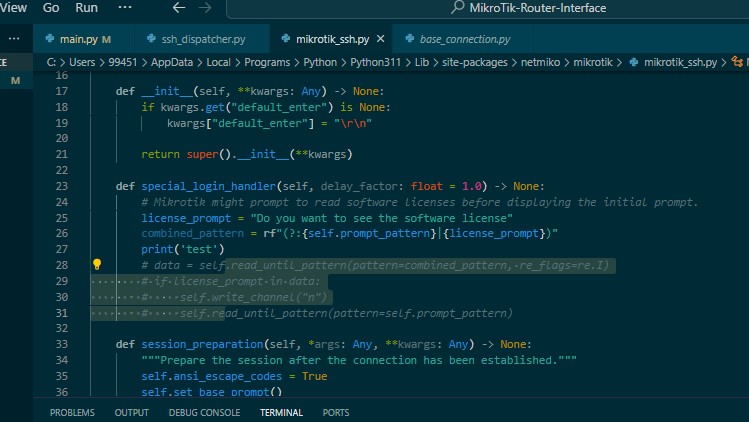 View Go Run ··· ← → MikroTik-Router-Interface
··· main.py M ssh_dispatcher.py mikrotik_ssh.py × base_connection.py
CE C: > Users > 99451 > AppData > Local > Programs > Python > Python311 > Lib > site-packages > netmiko > mikrotik > mikrotik_ssh.py >
M
16
17 def __init__(self, **kwargs: Any) -> None:
18 if kwargs.get("default_enter") is None:
19 kwargs["default_enter"] = "\r\n"
20
21 return super().__init__(**kwargs)
22
23 def special_login_handler(self, delay_factor: float = 1.0) -> None:
24 # Mikrotik might prompt to read software licenses before displaying the initial prompt.
25 license_prompt = "Do you want to see the software license"
26 combined_pattern = rf"(?:{self.prompt_pattern}|{license_prompt})"
27 print('test')
28 # data = self.read_until_pattern(pattern=combined_pattern, re_flags=re.I)
29 # if license_prompt in data:
30 # self.write_channel("n")
31 # self.read_until_pattern(pattern=self.prompt_pattern)
32
33 def session_preparation(self, *args: Any, **kwargs: Any) -> None:
34 """Prepare the session after the connection has been established."""
35 self.ansi_escape_codes = True
36 self.set_base_prompt()
PROBLEMS OUTPUT DEBUG CONSOLE TERMINAL PORTS